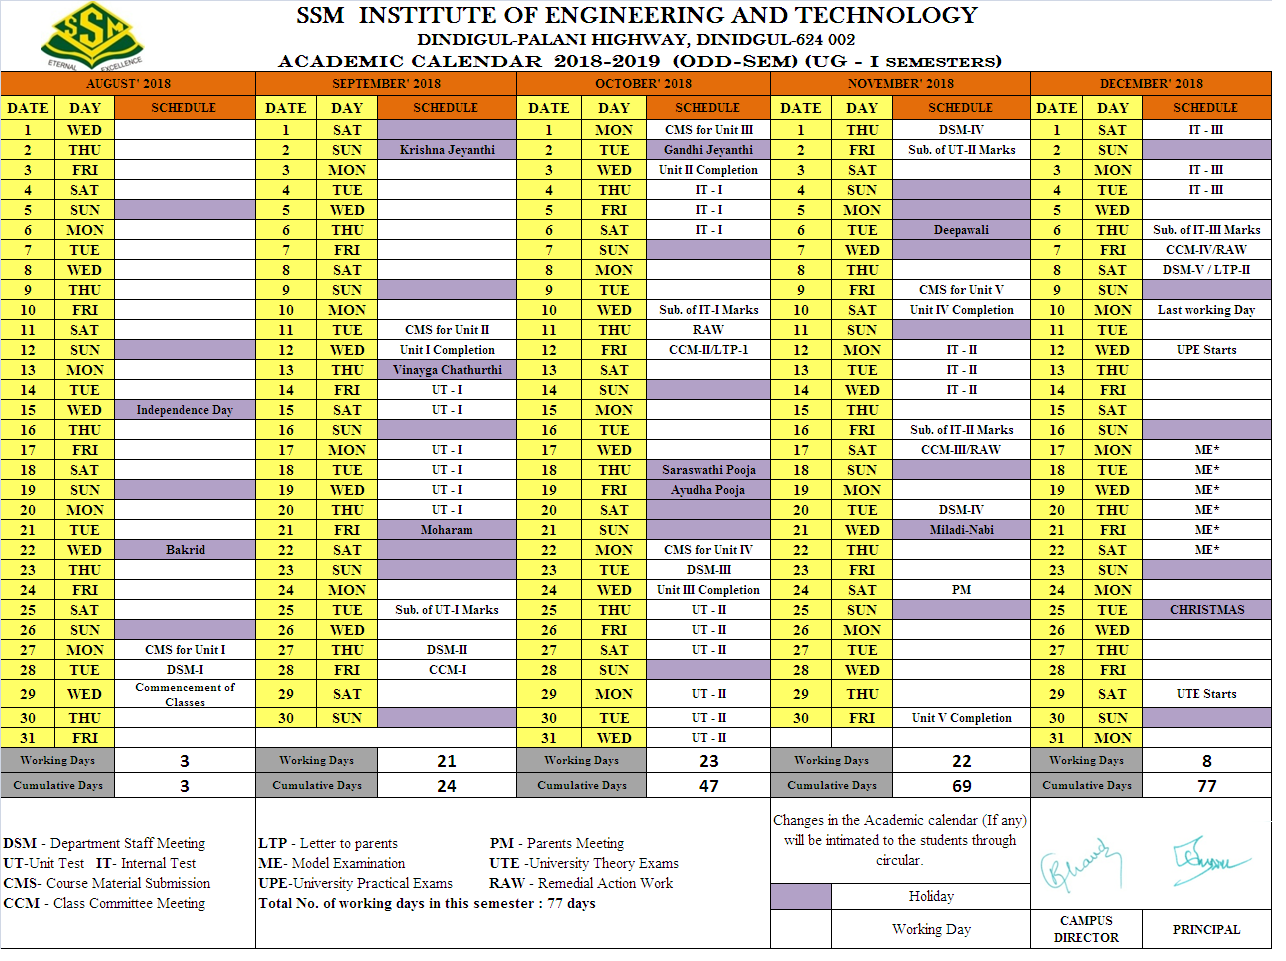 SSM
ETERNAL EXCELLENCE
SSM INSTITUTE OF ENGINEERING AND TECHNOLOGY
DINDIGUL-PALANI HIGHWAY, DINIDGUL-624 002
ACADEMIC CALENDAR 2018-2019 (ODD-SEM) (UG - I SEMESTERS)
AUGUST' 2018 SEPTEMBER' 2018 OCTOBER' 2018 NOVEMBER' 2018 DECEMBER' 2018
DATE DAY SCHEDULE DATE DAY SCHEDULE DATE DAY SCHEDULE DATE DAY SCHEDULE DATE DAY SCHEDULE
1 WED 1 SAT 1 MON CMS for Unit III 1 THU DSM-IV 1 SAT IT - III
2 THU 2 SUN Krishna Jeyanthi 2 TUE Gandhi Jeyanthi 2 FRI Sub. of UT-II Marks 2 SUN
3 FRI 3 MON 3 WED Unit II Completion 3 SAT 3 MON IT - III
4 SAT 4 TUE 4 THU IT - I 4 SUN 4 TUE IT - III
5 SUN 5 WED 5 FRI IT - I 5 MON 5 WED
6 MON 6 THU 6 SAT IT - I 6 TUE Deepawali 6 THU Sub. of IT-III Marks
7 TUE 7 FRI 7 SUN 7 WED 7 FRI CCM-IV/RAW
8 WED 8 SAT 8 MON 8 THU 8 SAT DSM-V / LTP-II
9 THU 9 SUN 9 TUE 9 FRI CMS for Unit V 9 SUN
10 FRI 10 MON 10 WED Sub. of IT-I Marks 10 SAT Unit IV Completion 10 MON Last working Day
11 SAT 11 TUE CMS for Unit II 11 THU RAW 11 SUN 11 TUE
12 SUN 12 WED Unit I Completion 12 FRI CCM-II/LTP-1 12 MON IT - II 12 WED UPE Starts
13 MON 13 THU Vinayga Chathurthi 13 SAT 13 TUE IT - II 13 THU
14 TUE 14 FRI UT - I 14 SUN 14 WED IT - II 14 FRI
15 WED Independence Day 15 SAT UT - I 15 MON 15 THU 15 SAT
16 THU 16 SUN 16 TUE 16 FRI Sub. of IT-II Marks 16 SUN
17 FRI 17 MON UT - I 17 WED 17 SAT CCM-III/RAW 17 MON ME*
18 SAT 18 TUE UT - I 18 THU Saraswathi Pooja 18 SUN 18 TUE ME*
19 SUN 19 WED UT - I 19 FRI Ayudha Pooja 19 MON 19 WED ME*
20 MON 20 THU UT - I 20 SAT 20 TUE DSM-IV 20 THU ME*
21 TUE 21 FRI Moharam 21 SUN 21 WED Miladi-Nabi 21 FRI ME*
22 WED Bakrid 22 SAT 22 MON CMS for Unit IV 22 THU 22 SAT ME*
23 THU 23 SUN 23 TUE DSM-III 23 FRI 23 SUN
24 FRI 24 MON 24 WED Unit III Completion 24 SAT PM 24 MON
25 SAT 25 TUE Sub. of UT-I Marks 25 THU UT - II 25 SUN 25 TUE CHRISTMAS
26 SUN 26 WED 26 FRI UT - II 26 MON 26 WED
27 MON CMS for Unit I 27 THU DSM-II 27 SAT UT - II 27 TUE 27 THU
28 TUE DSM-I 28 FRI CCM-I 28 SUN 28 WED 28 FRI
29 WED Commencement of Classes 29 SAT 29 MON UT - II 29 THU 29 SAT UTE Starts
30 THU 30 SUN 30 TUE UT - II 30 FRI Unit V Completion 30 SUN
31 FRI 31 WED UT - II 31 MON
Working Days 3 Working Days 21 Working Days 23 Working Days 22 Working Days 8
Cumulative Days 3 Cumulative Days 24 Cumulative Days 47 Cumulative Days 69 Cumulative Days 77
DSM - Department Staff Meeting LTP - Letter to parents PM - Parents Meeting
UT-Unit Test IT- Internal Test ME- Model Examination UTE -University Theory Exams
CMS- Course Material Submission UPE-University Practical Exams RAW - Remedial Action Work
CCM - Class Committee Meeting Total No. of working days in this semester : 77 days
Changes in the Academic calendar (If any)
will be intimated to the students through
circular.
Holiday
Working Day
CAMPUS
DIRECTOR
PRINCIPAL